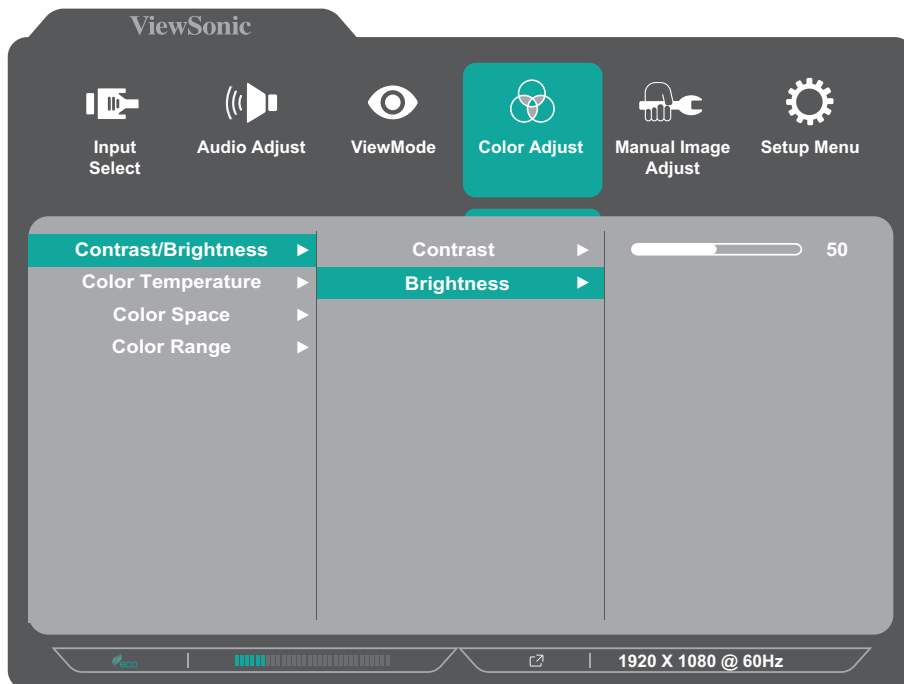 ViewSonic
Input
Select
Audio Adjust
ViewMode
Color Adjust
Manual Image
Adjust
Setup Menu
Contrast/Brightness
Color Temperature
Color Space
Color Range
Contrast
Brightness
50
eco
1920 X 1080 @ 60Hz